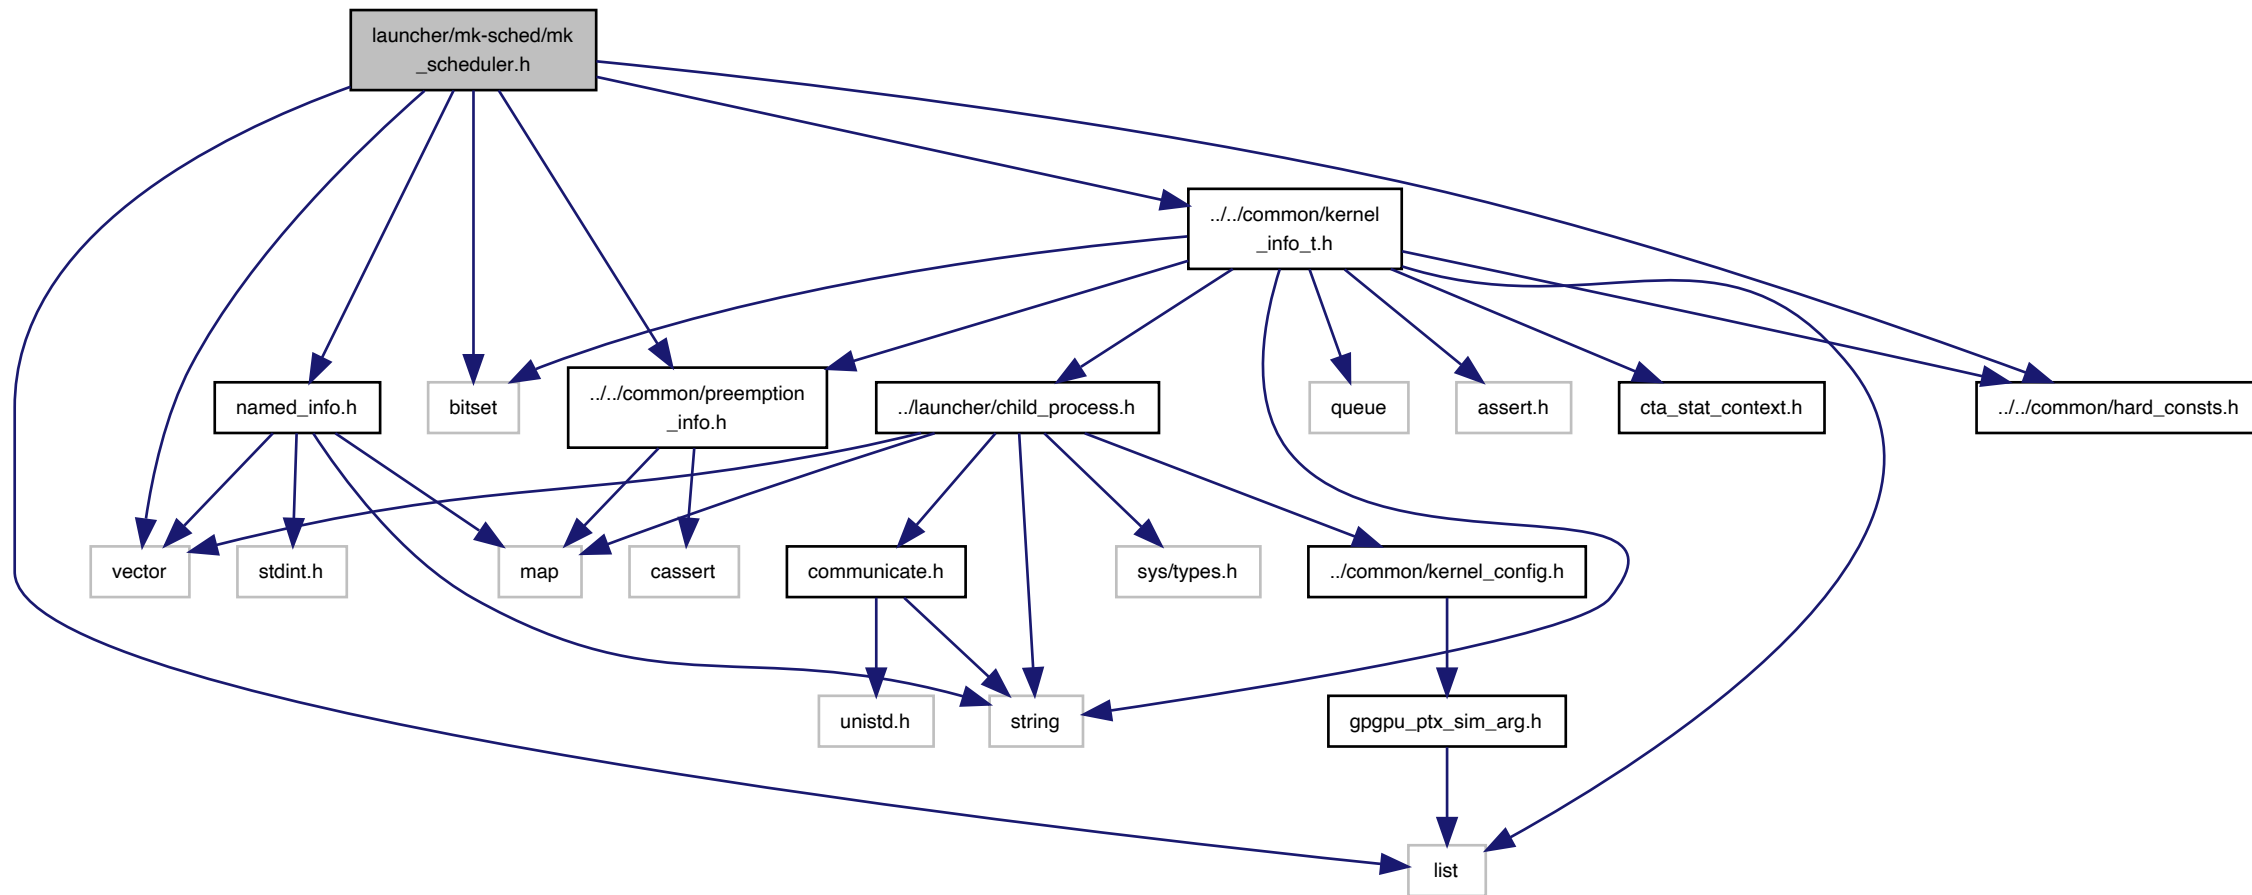 launcher/mk-sched/mk
_scheduler.h
../../common/kernel
_info_t.h
named_info.h
bitset
../../common/preemption
_info.h
../launcher/child_process.h
queue
assert.h
cta_stat_context.h
../../common/hard_consts.h
vector
stdint.h
map
cassert
communicate.h
sys/types.h
../common/kernel_config.h
unistd.h
string
gpgpu_ptx_sim_arg.h
list